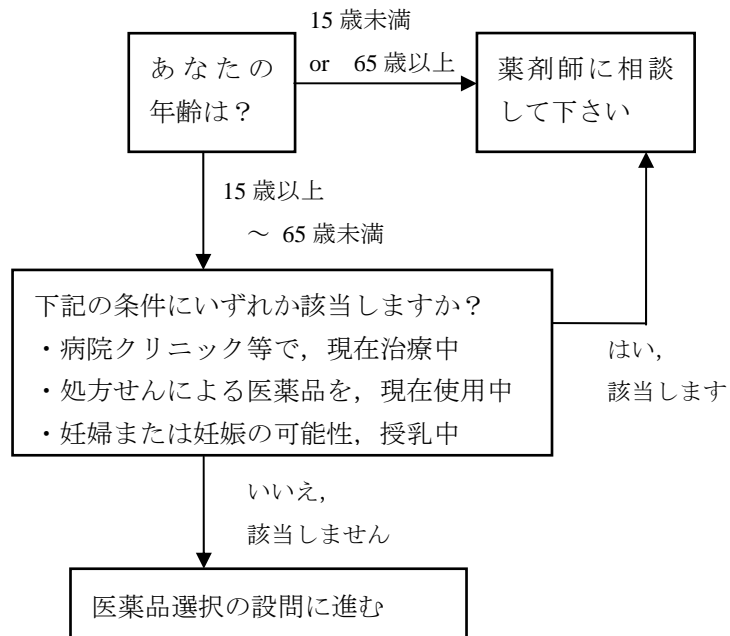 15 歳未満
or 65 歳以上
あなたの
年齢は？
薬剤師に相談
して下さい
15 歳以上
～ 65 歳未満
下記の条件にいずれか該当しますか？
・病院クリニック等で，現在治療中
・処方せんによる医薬品を，現在使用中
・妊婦または妊娠の可能性，授乳中
はい，
該当します
いいえ，
該当しません
医薬品選択の設問に進む